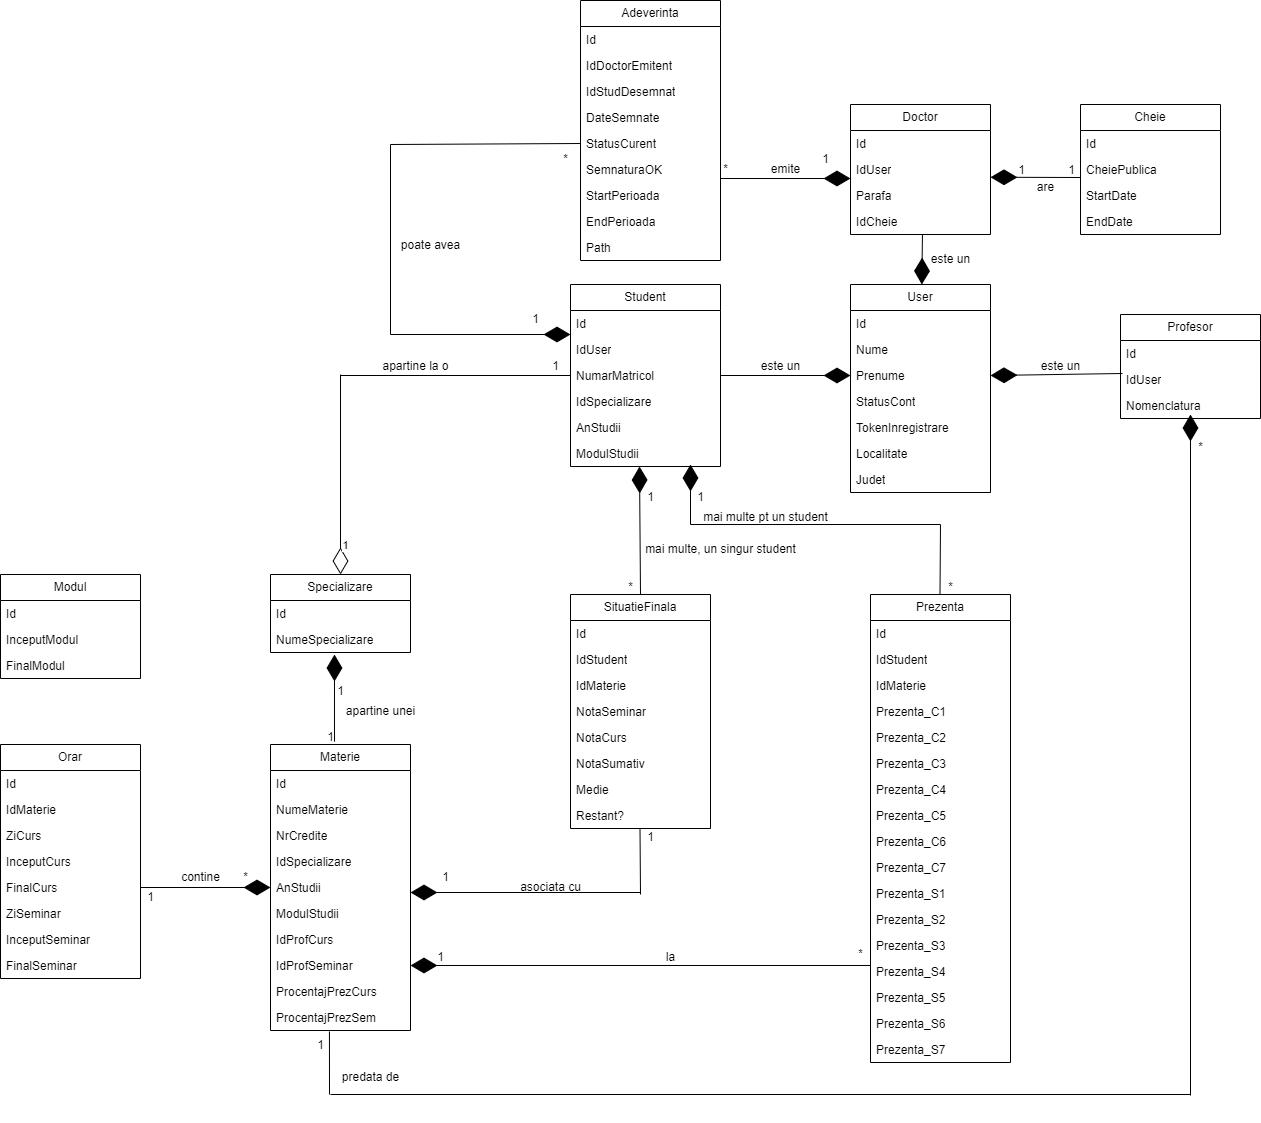 Adeverinta
Id
IdDoctorEmitent
IdStudDesemnat
DateSemnate
StatusCurent
SemnaturaOK
StartPerioada
EndPerioada
Path
*
poate avea
1
*
emite
1
Doctor
Id
IdUser
Parafa
IdCheie
1
1
are
Cheie
Id
CheiePublica
StartDate
EndDate
este un
Student
Id
IdUser
NumarMatricol
IdSpecializare
AnStudii
ModulStudii
este un
User
Id
Nume
Prenume
StatusCont
TokenInregistrare
Localitate
Judet
este un
Profesor
Id
IdUser
Nomenclatura
*
apartine la o
1
1
1
1
mai multe pt un student
mai multe, un singur student
*
*
Modul
Id
InceputModul
FinalModul
Specializare
Id
NumeSpecializare
1
apartine unei
1
SituatieFinala
Id
IdStudent
IdMaterie
NotaSeminar
NotaCurs
NotaSumativ
Medie
Restant?
1
Prezenta
Id
IdStudent
IdMaterie
Prezenta_C1
Prezenta_C2
Prezenta_C3
Prezenta_C4
Prezenta_C5
Prezenta_C6
Prezenta_C7
Prezenta_S1
Prezenta_S2
Prezenta_S3
Prezenta_S4
Prezenta_S5
Prezenta_S6
Prezenta_S7
Orar
Id
IdMaterie
ZiCurs
InceputCurs
FinalCurs
ZiSeminar
InceputSeminar
FinalSeminar
contine
*
1
Materie
Id
NumeMaterie
NrCredite
IdSpecializare
AnStudii
ModulStudii
IdProfCurs
IdProfSeminar
ProcentajPrezCurs
ProcentajPrezSem
1
asociata cu
1
la
*
1
predata de